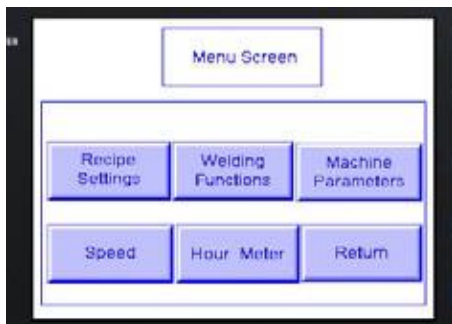 Menu Screen
Recipe Settings
Welding Functions
Machine Parameters
Speed
Hour Meter
Return